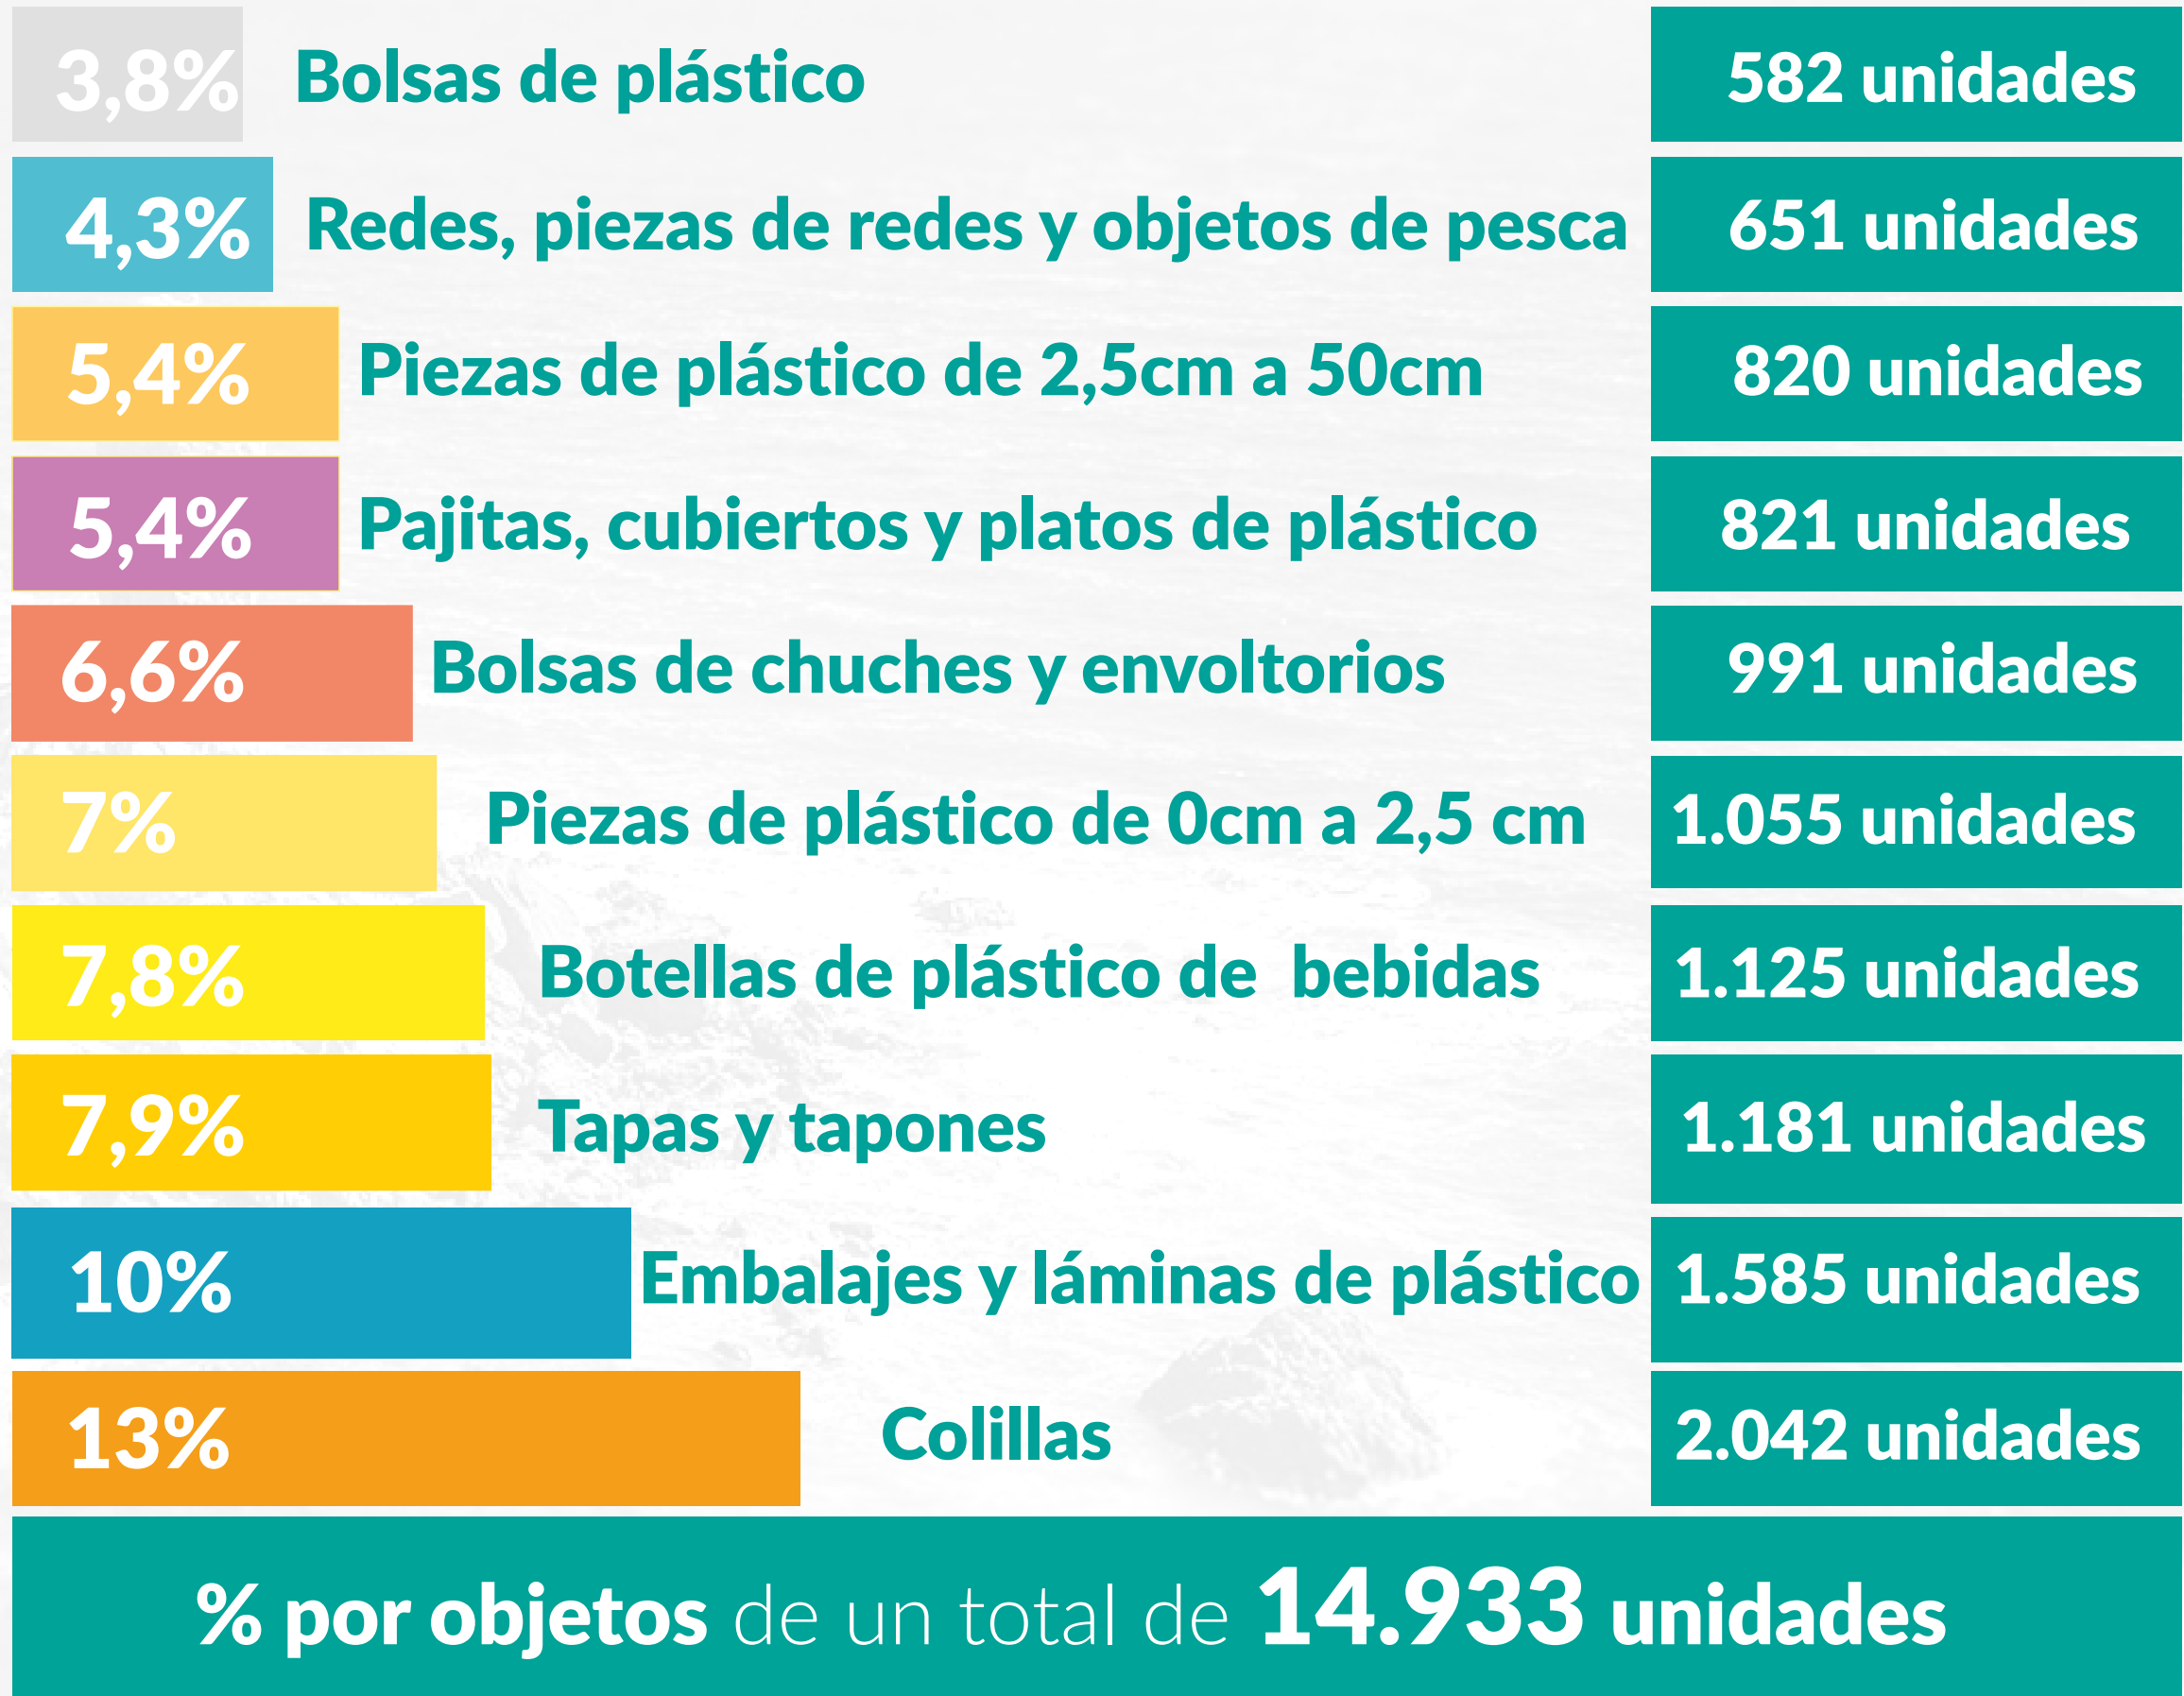 3,8% Bolsas de plástico 582 unidades
4,3% Redes, piezas de redes y objetos de pesca 651 unidades
5,4% Piezas de plástico de 2,5cm a 50cm 820 unidades
5,4% Pajitas, cubiertos y platos de plástico 821 unidades
6,6% Bolsas de chuches y envoltorios 991 unidades
7% Piezas de plástico de 0cm a 2,5 cm 1.055 unidades
7,8% Botellas de plástico de bebidas 1.125 unidades
7,9% Tapas y tapones 1.181 unidades
10% Embalajes y láminas de plástico 1.585 unidades
13% Colillas 2.042 unidades
% por objetos de un total de 14.933 unidades